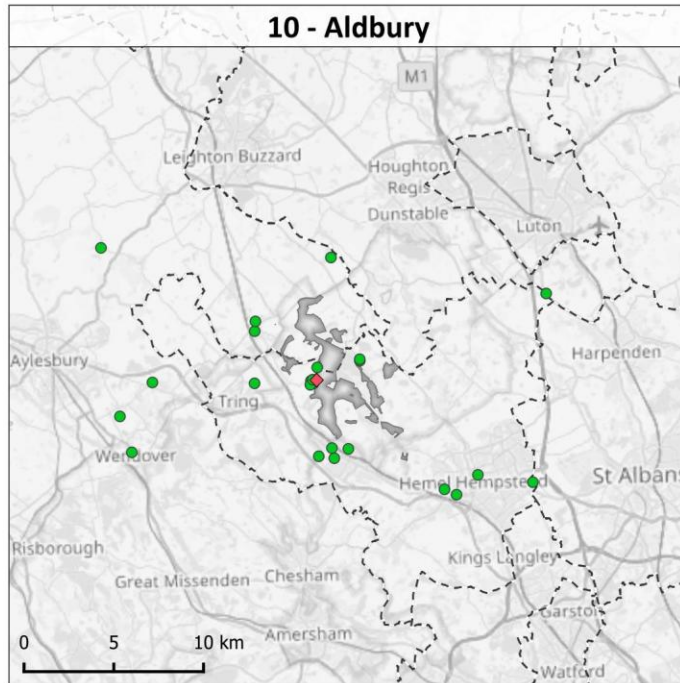 10 - Aldbury
M1
Leighton Buzzard
Houghton
Regis
Dunstable
Luton
Aylesbury
Harpenden
Tring
Wendover
Hemel Hempstead
St Albans
Risborough
Kings Langley
Great Missenden
Chesham
Garston
Amersham
Watford
0 5 10 km